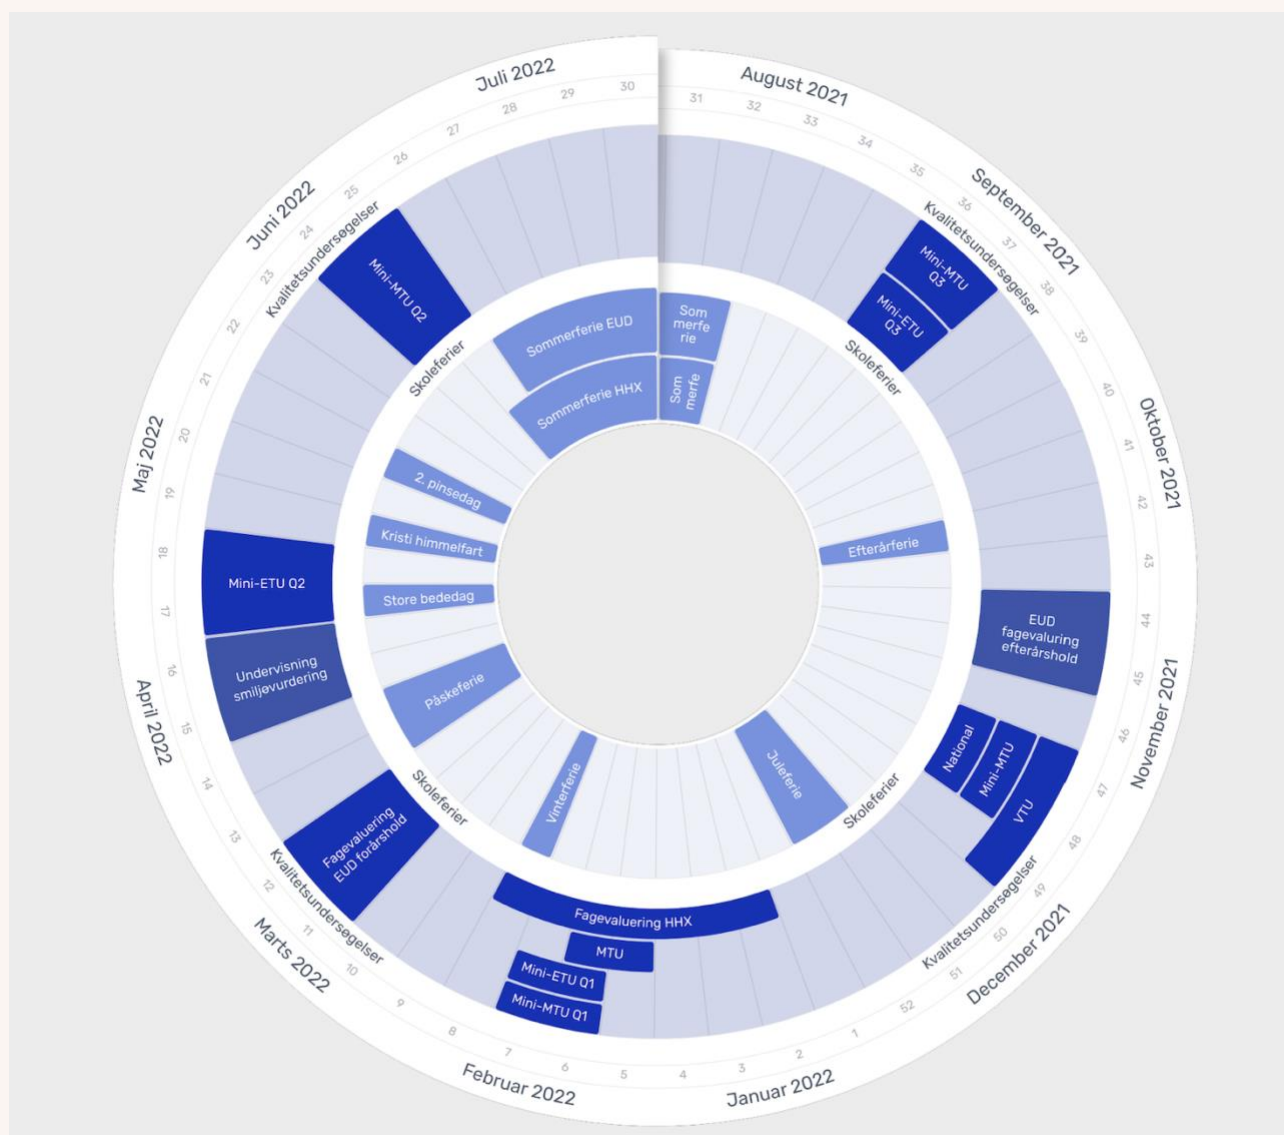 Juli 2022
August 2021
September 2021
Oktober 2021
November 2021
December 2021
Januar 2022
Februar 2022
Marts 2022
April 2022
Maj 2022
Juni 2022
31
32
33
34
35
36
37
38
39
40
41
42
43
44
45
46
47
48
49
50
51
52
1
2
3
4
5
6
7
8
9
10
11
12
13
14
15
16
17
18
19
20
21
22
23
24
25
26
27
28
29
30
Kvalitetsundersøgelser
Mini-MTU
Q3
Mini-ETU
Q3
EUD
fagevaluring
efterårshold
National
Mini-MTU
VTU
Kvalitetsundersøgelser
Fagevaluering HHX
MTU
Mini-ETU Q1
Mini-MTU Q1
Kvalitetsundersøgelser
Fagevaluering
EUD forårshold
Undervisning
smiljøvurdering
Mini-ETU Q2
Kvalitetsundersøgelser
Mini-MTU Q2
Skoleferier
Som
merfe
rie
Som
merfe
Efterårferie
Skoleferier
Juleferie
Vinterferie
Skoleferier
Påskeferie
Store bededag
Kristi himmelfart
2. pinsedag
Skoleferier
Sommerferie EUD
Sommerferie HHX